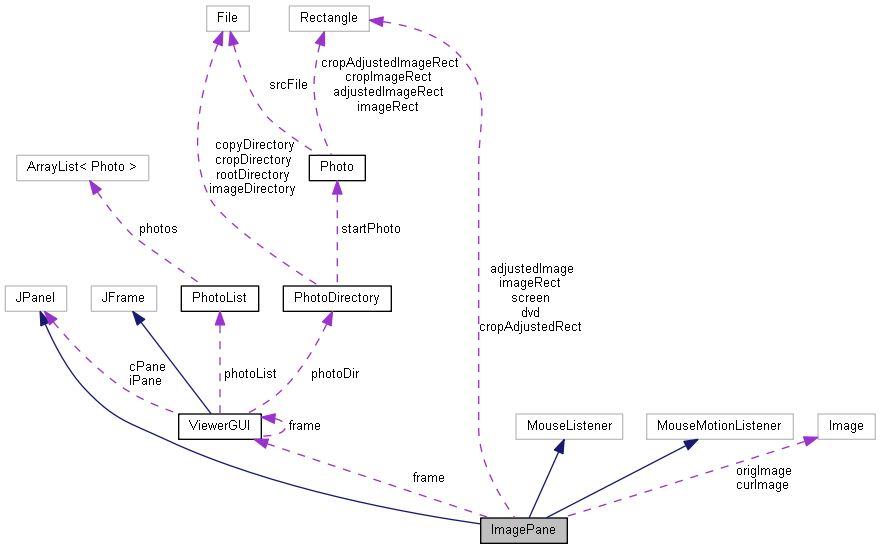 File
Rectangle
cropAdjustedImageRect
cropImageRect
adjustedImageRect
imageRect
srcFile
copyDirectory
cropDirectory
rootDirectory
imageDirectory
ArrayList< Photo >
Photo
photos
startPhoto
adjustedImage
imageRect
screen
dvd
cropAdjustedRect
JPanel
JFrame
PhotoList
PhotoDirectory
cPane
iPane
photoList
photoDir
ViewerGUI
frame
MouseListener
MouseMotionListener
Image
frame
origImage
curImage
ImagePane